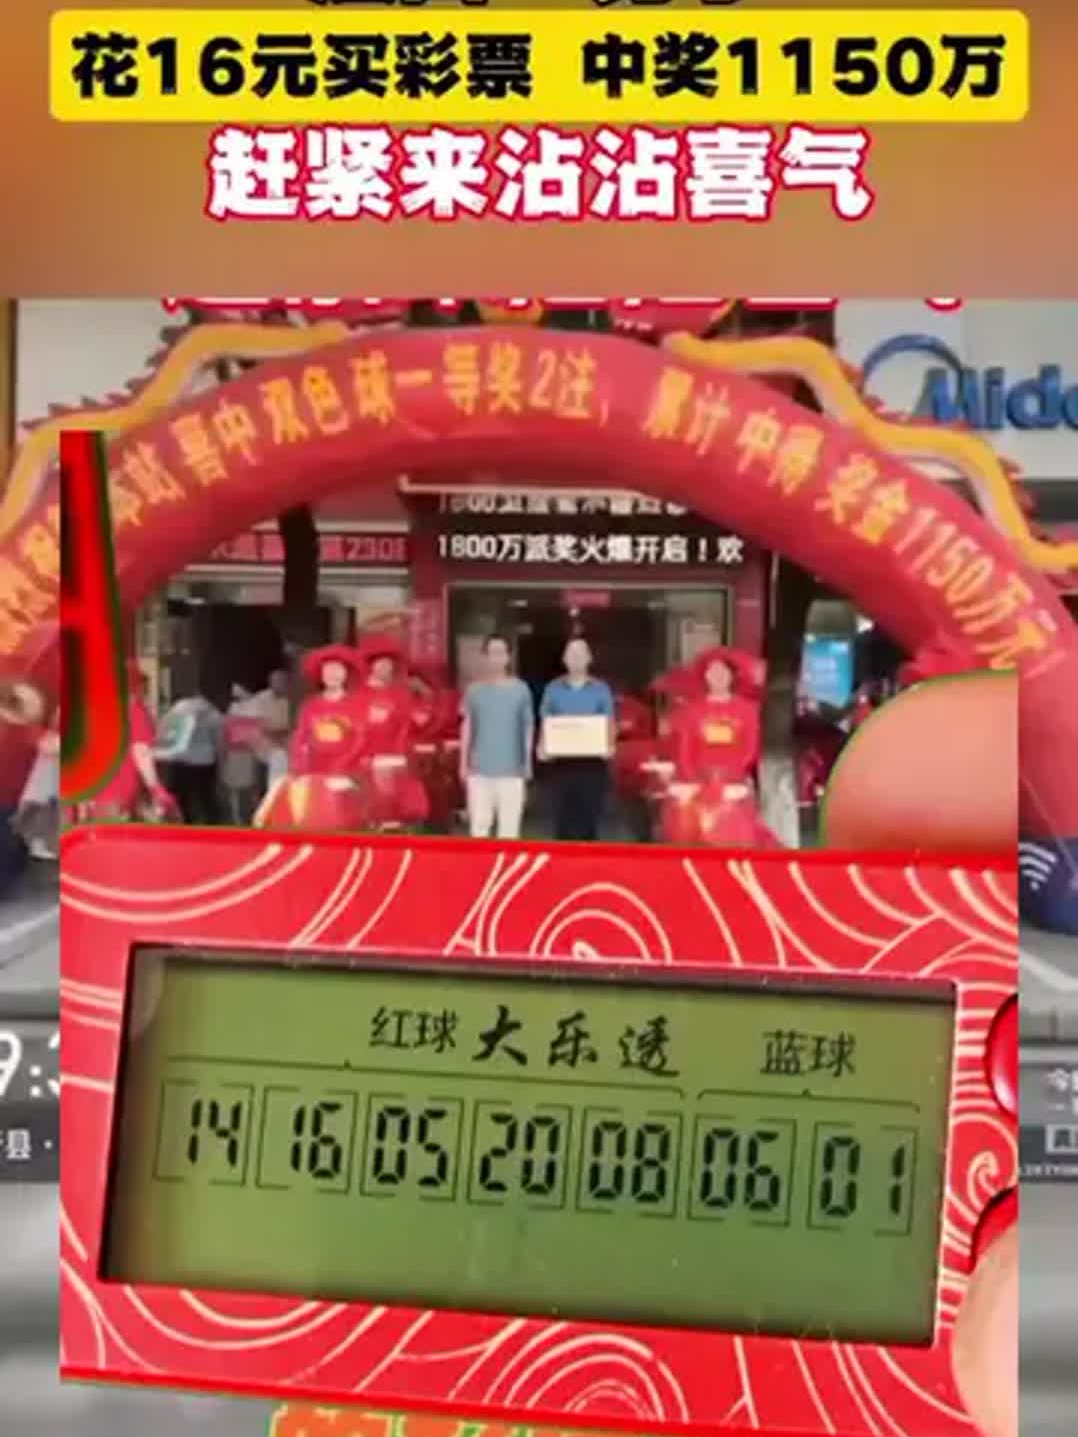 花16元买彩票 中奖1150万
赶紧来沾沾喜气
Mide
站喜中双色球一等奖2注，累计中得奖金1150万元
1800万派奖火爆开启！欢
红球 大乐透 蓝球
14 16 05 20 08 06 01